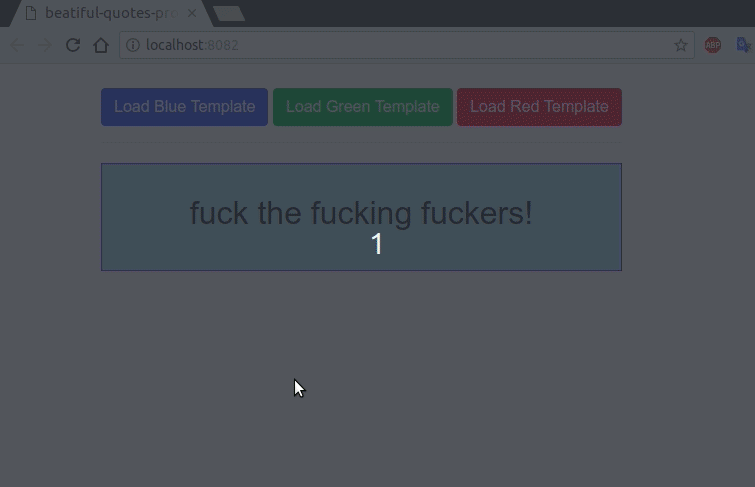 beatiful-quotes-pro
localhost:8082
ABP
Load Blue Template Load Green Template Load Red Template
fuck the fucking fuckers!
1